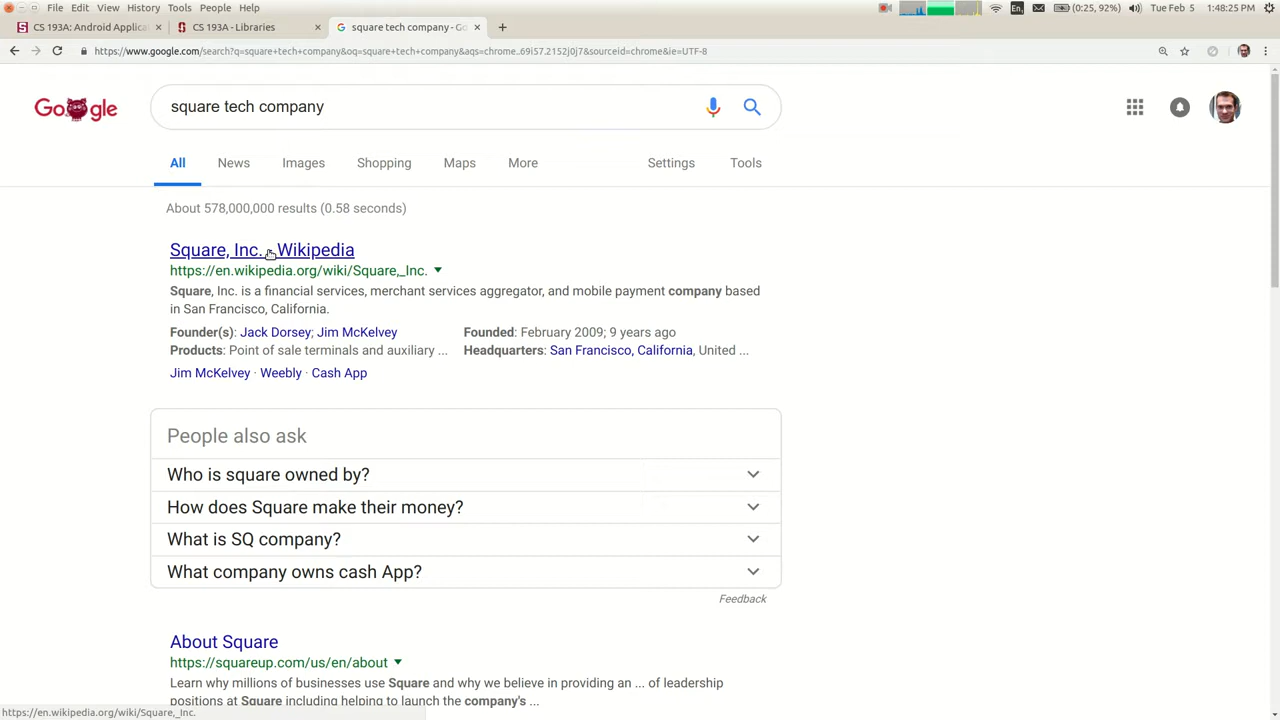 File Edit View History Tools People Help
En, (0:25, 92%) Tue Feb 5 1:48:25 PM
CS 193A: Android Applica × CS 193A - Libraries × square tech company - Go ×
https://www.google.com/search?q=square+tech+company&oq=square+tech+company&aqs=chrome..69i57.2152j0j7&sourceid=chrome&ie=UTF-8
Google
square tech company
All News Images Shopping Maps More Settings Tools
About 578,000,000 results (0.58 seconds)
Square, Inc. - Wikipedia
https://en.wikipedia.org/wiki/Square,_Inc.
Square, Inc. is a financial services, merchant services aggregator, and mobile payment company based
in San Francisco, California.
Founder(s): Jack Dorsey; Jim McKelvey Founded: February 2009; 9 years ago
Products: Point of sale terminals and auxiliary ... Headquarters: San Francisco, California, United ...
Jim McKelvey · Weebly · Cash App
People also ask
Who is square owned by?
How does Square make their money?
What is SQ company?
What company owns cash App?
Feedback
About Square
https://squareup.com/us/en/about
Learn why millions of businesses use Square and why we believe in providing an ... of leadership
positions at Square including helping to launch the company's ...
https://en.wikipedia.org/wiki/Square,_Inc.